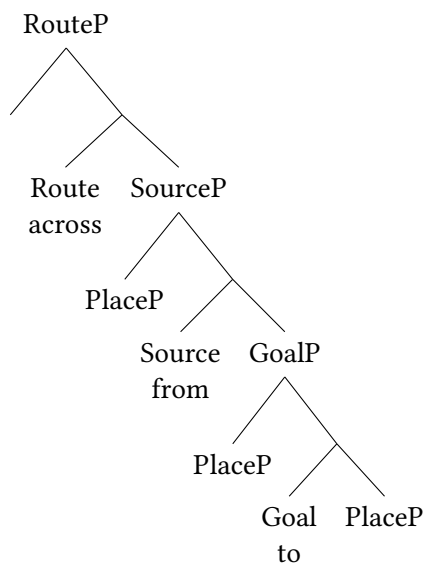 RouteP
Route SourceP
across
PlaceP
Source GoalP
from
PlaceP
Goal PlaceP
to